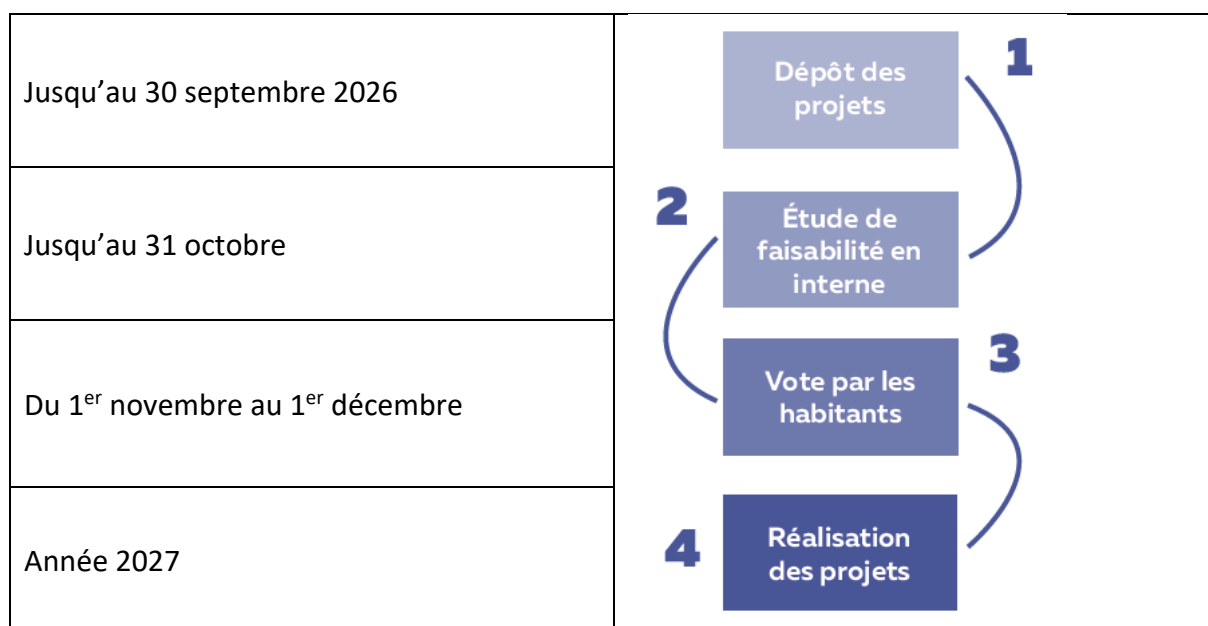 Jusqu’au 30 septembre 2026
Dépôt des
projets
1
Jusqu’au 31 octobre
2
Étude de
faisabilité en
interne
Du 1er novembre au 1er décembre
Vote par les
habitants
3
Année 2027
4
Réalisation
des projets